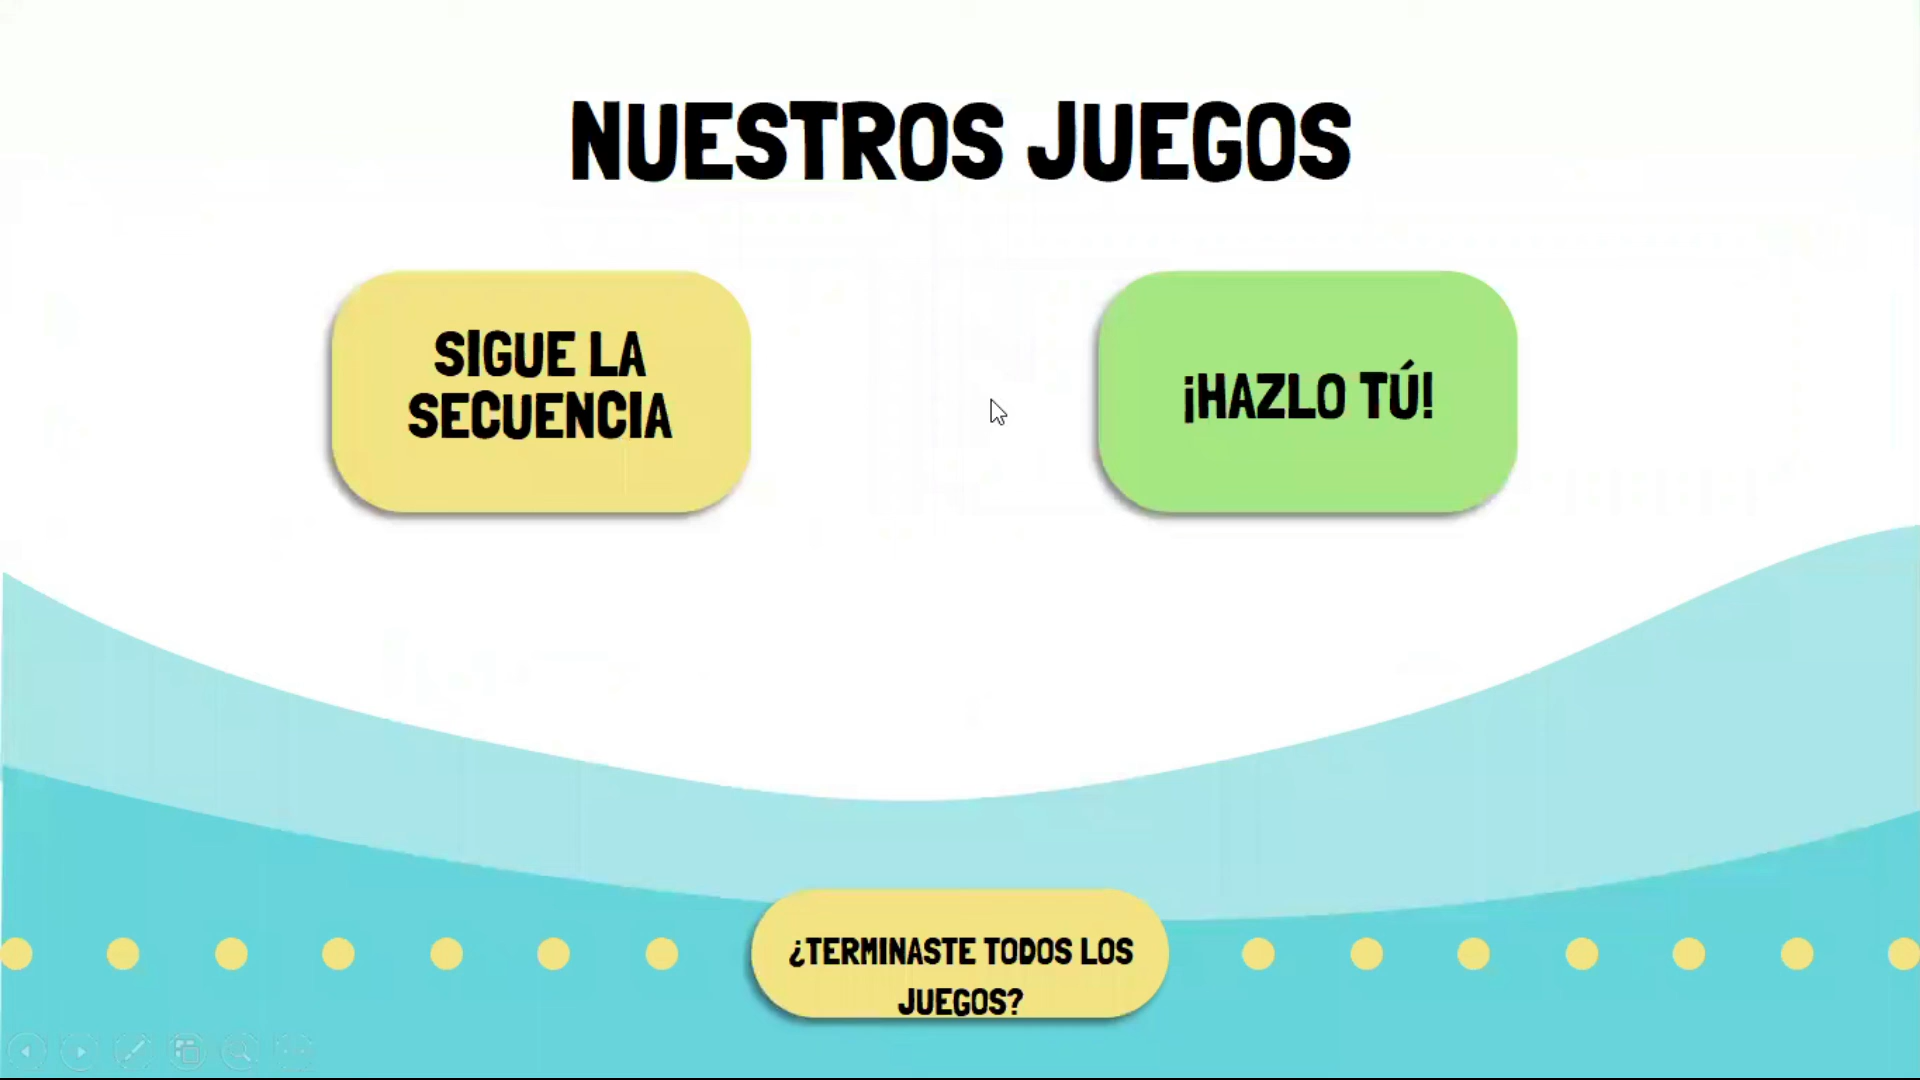 NUESTROS JUEGOS
SIGUE LA
SECUENCIA
¡HAZLO TÚ!
¿TERMINASTE TODOS LOS
JUEGOS?